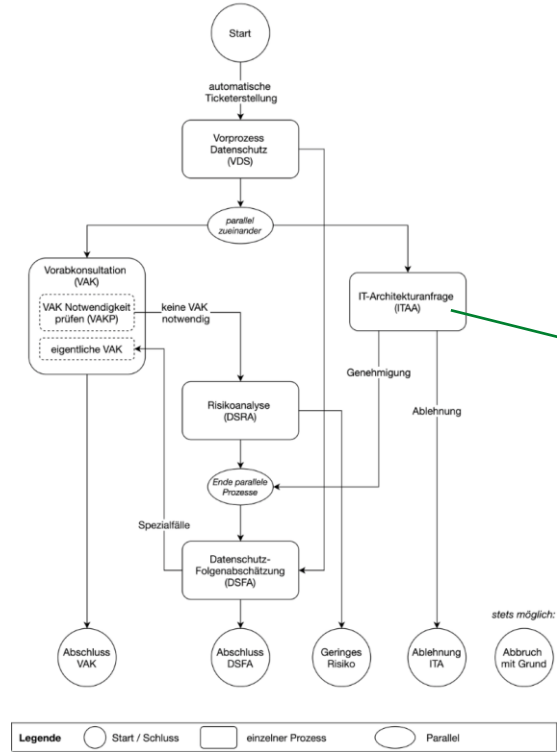 Start
automatische
Ticketerstellung
Vorprozess
Datenschutz
(VDS)
parallel
zueinander
Vorabkonsultation
(VAK)
VAK Notwendigkeit
prüfen (VAKP)
eigentliche VAK
keine VAK
notwendig
IT-Architekturanfrage
(ITAA)
Genehmigung
Ablehnung
Risikoanalyse
(DSRA)
Ende parallele
Prozesse
Spezialfälle
Datenschutz-
Folgenabschätzung
(DSFA)
stets möglich:
Abschluss
VAK
Abschluss
DSFA
Geringes
Risiko
Ablehnung
ITA
Abbruch
mit Grund
Legende
Start / Schluss
einzelner Prozess
Parallel